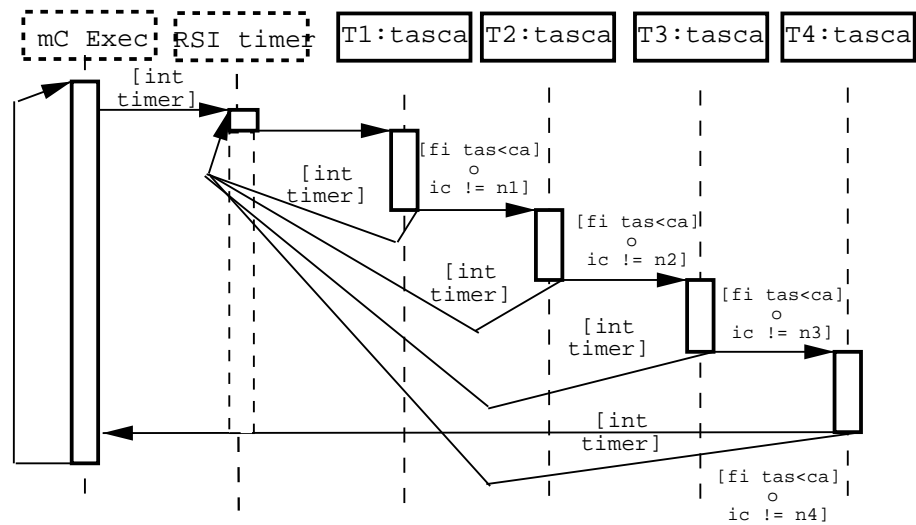 mC Exec
RSI timer
T1:tasca
T2:tasca
T3:tasca
T4:tasca
[int
timer]
[fi tas<ca]
o
ic != n1]
[int
timer]
[fi tas<ca]
o
ic != n2]
[int
timer]
[fi tas<ca]
o
ic != n3]
[int
timer]
[int
timer]
[fi tas<ca]
o
ic != n4]